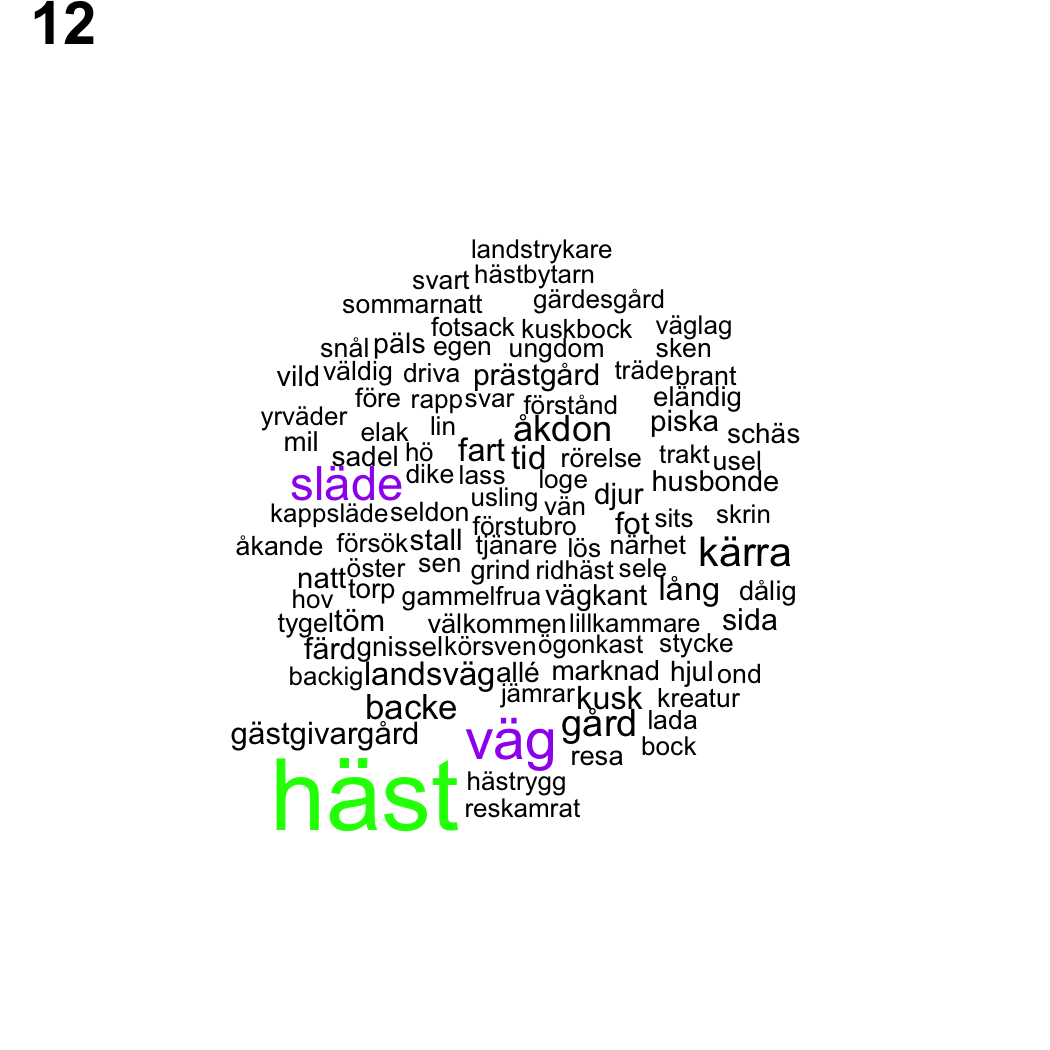 12
landstrykare
svart hästbytarn
sommarnatt gärdesgård
fotsack kuskbock väglag
snål päls egen ungdom sken
vild väldig driva prästgård träde brant
före rapp svar förstånd eländig
yrväder elak lin åkdon piska schäs
mil sadel hö fart tid rörelse trakt usel
släde dike lass loge djur husbonde
kappsläde seldon usling vän fot sits skrin
åkande försök stall förstubro tjänare lös närhet kärra
natt öster sen grind ridhäst sele lång dålig
hov torp gammelfrua vägkant
tygel töm välkommen lillkammare sida
färd gnissel körsven ögonkast stycke
backig landsväg allé marknad hjul ond
backe jämrar kusk kreatur
gästgivargård väg gård lada
resa bock
häst hästrygg
reskamrat